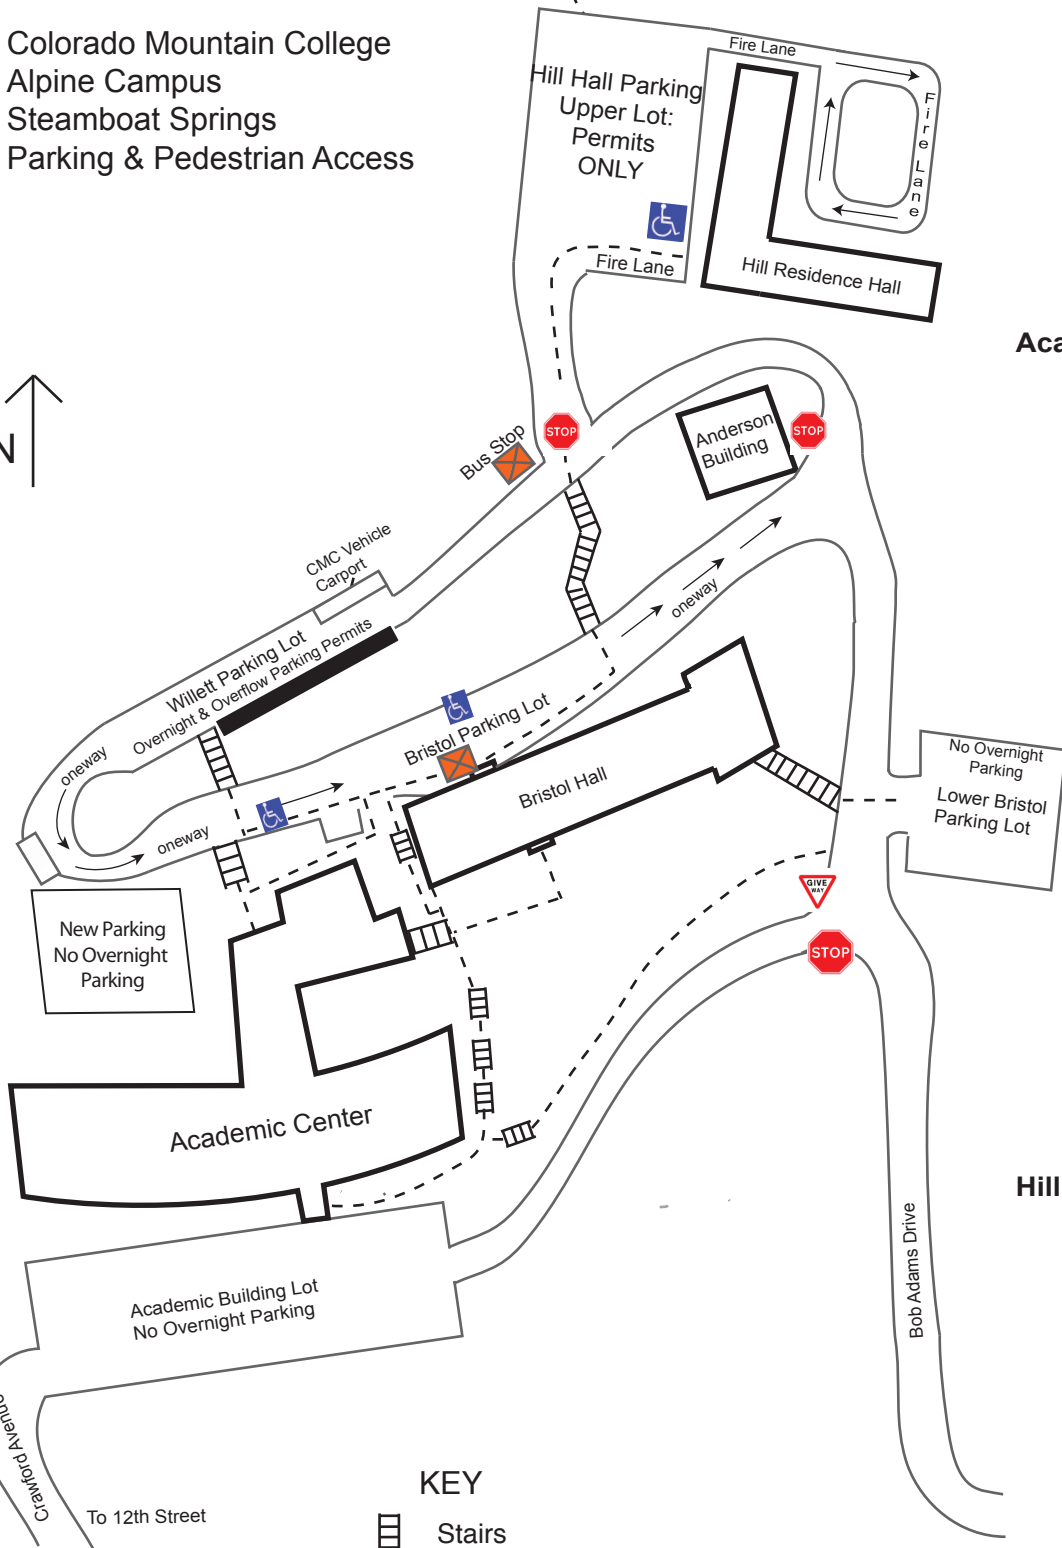 Colorado Mountain College
Alpine Campus
Steamboat Springs
Parking & Pedestrian Access
Fire Lane
Fire Lane
Hill Hall Parking
Upper Lot:
Permits
ONLY
Fire Lane
Hill Residence Hall
Aca
N
STOP
Anderson
Building
STOP
Bus Stop
CMC Vehicle
Carport
oneway
Willett Parking Lot
Overnight & Overflow Parking Permits
Bristol Parking Lot
oneway
Bristol Hall
No Overnight
Parking
Lower Bristol
Parking Lot
oneway
GIVE
WAY
STOP
New Parking
No Overnight
Parking
Academic Center
Hill
Bob Adams Drive
Academic Building Lot
No Overnight Parking
Crawford Avenue
To 12th Street
KEY
Stairs